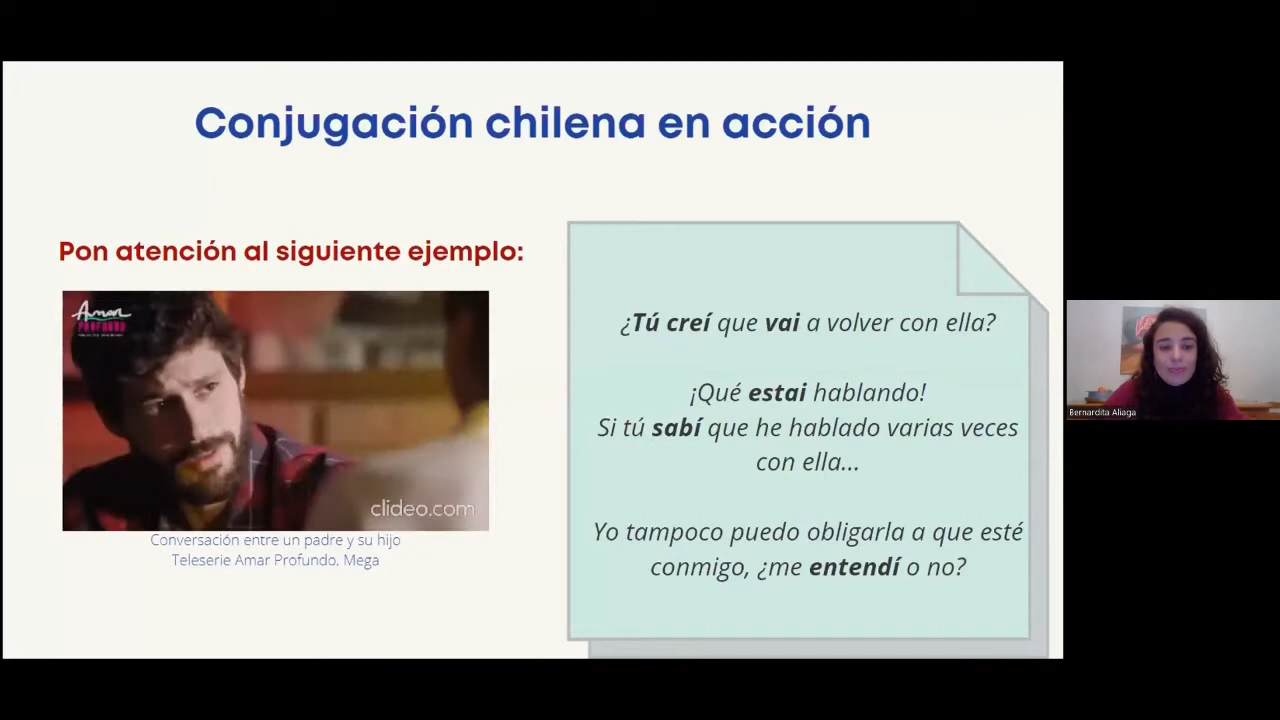 Conjugación chilena en acción
Pon atención al siguiente ejemplo:
Amar
PROFUNDO
clideo.com
Conversación entre un padre y su hijo
Teleserie Amar Profundo, Mega
¿Tú creí que vai a volver con ella?
¡Qué estai hablando!
Si tú sabí que he hablado varias veces
con ella...
Yo tampoco puedo obligarla a que esté
conmigo, ¿me entendí o no?
Bernardita Aliaga